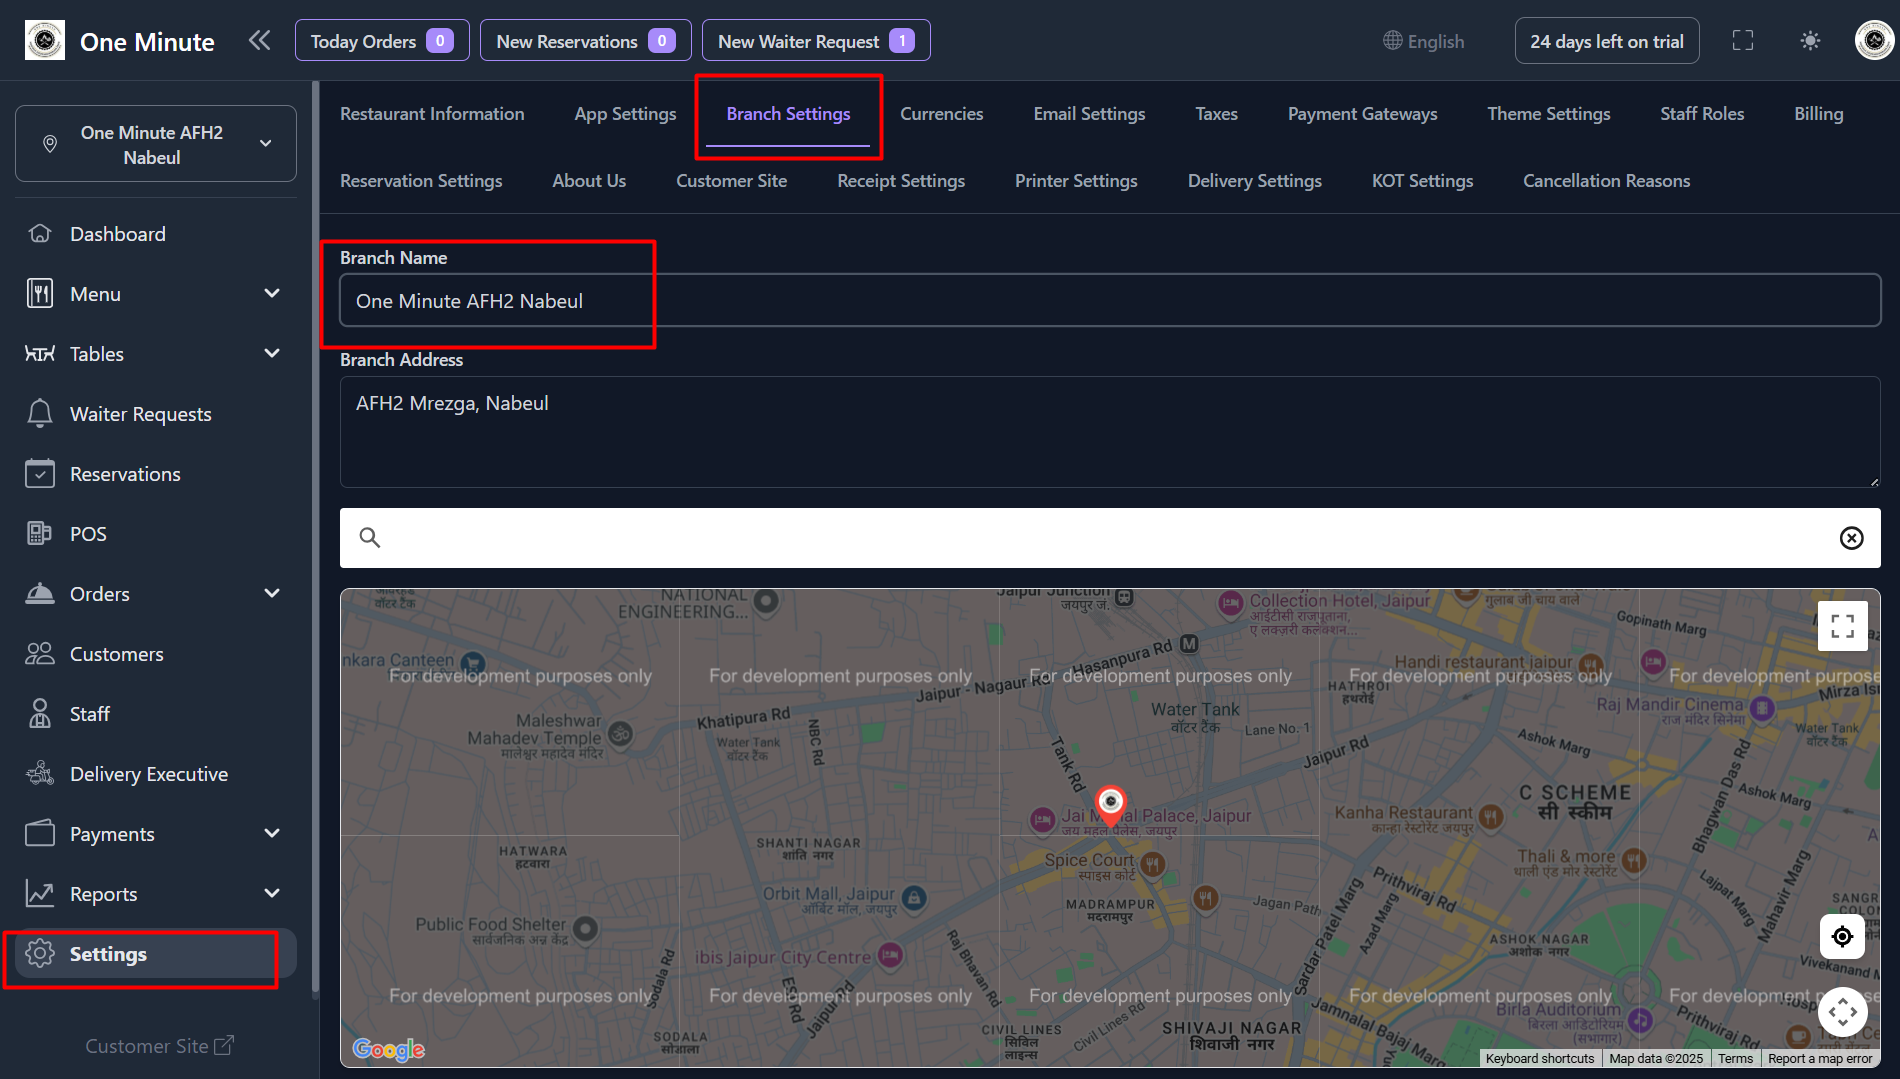 One Minute
Today Orders 0
New Reservations 0
New Waiter Request 1
English
24 days left on trial
One Minute AFH2
Nabeul
Dashboard
Menu
Tables
Waiter Requests
Reservations
POS
Orders
Customers
Staff
Delivery Executive
Payments
Reports
Settings
Customer Site
Restaurant Information
App Settings
Branch Settings
Currencies
Email Settings
Taxes
Payment Gateways
Theme Settings
Staff Roles
Billing
Reservation Settings
About Us
Customer Site
Receipt Settings
Printer Settings
Delivery Settings
KOT Settings
Cancellation Reasons
Branch Name
One Minute AFH2 Nabeul
Branch Address
AFH2 Mrezga, Nabeul
NATIONAL
ENGINEERING...
Jaipur Junction
जयपुर जं.
Collection Hotel, Jaipur
आईटीसी राजपूताना,
ए लक्ज़री कलेक्शन...
गुलाब जी चाय वाले
Gopinath Marg
nkara Canteen
Hasanpura Rd
Handi restaurant jaipur
For development purposes only
For development purposes only
For development purposes only
For development purposes only
For development purpose
Jaipur - Nagaur Rd
HATHROI
हथरोई
Mirza Is
Maleshwar
Mahadev Temple
मालेश्वर महादेव मंदिर
Khatipura Rd
Water Tank
वॉटर टैंक
NBC Rd
Water Tank
वॉटर टैंक
Lane No. 1
Raj Mandir Cinema
राज मंदिर सिनेमा
Water Tank
वॉटर टैंक
Tank Rd
Jaipur Rd
Ashok Marg
Bhagwan Das Rd
Ashok Marg
C SCHEME
सी स्कीम
Jai Mahal Palace, Jaipur
जय महल पैलेस, जयपुर
Kanha Restaurant
कान्हा रेस्टोरेंट जयपुर
HATWARA
हटवारा
SHANTI NAGAR
शांति नगर
Spice Court
स्पाइस कोर्ट
Thali & more
थाली एंड मोर रेस्टोरेंट
Orbit Mall, Jaipur
ऑर्बिट मॉल, जयपुर
MADRAMPUR
मदरामपुर
Jagan Path
Prithviraj Rd
Lajpat Marg
Mahavir Marg
Public Food Shelter
सार्वजनिक अन्न केंद्र
ibis Jaipur City Centre
Raj Bhavan Rd
Sardar Patel Marg
Azad Marg
ASHOK NAGAR
अशोक नगर
Vivekanand
Sodala Rd
For development purposes only
For development purposes only
For development purposes only
For development purposes only
For development
ESI Rd
Jaipur Rd
SODALA
सोडाला
CIVIL LINES
सिविल
लाइन्स
Civil Lines Rd
SHIVAJI NAGAR
शिवाजी नगर
Jamnalal Bajaj Marg
Birla Auditorium
बिरला आडिटोरियम
(सभागार)
Prithviraj Rd
Google
Keyboard shortcuts
Map data ©2025
Terms
Report a map error